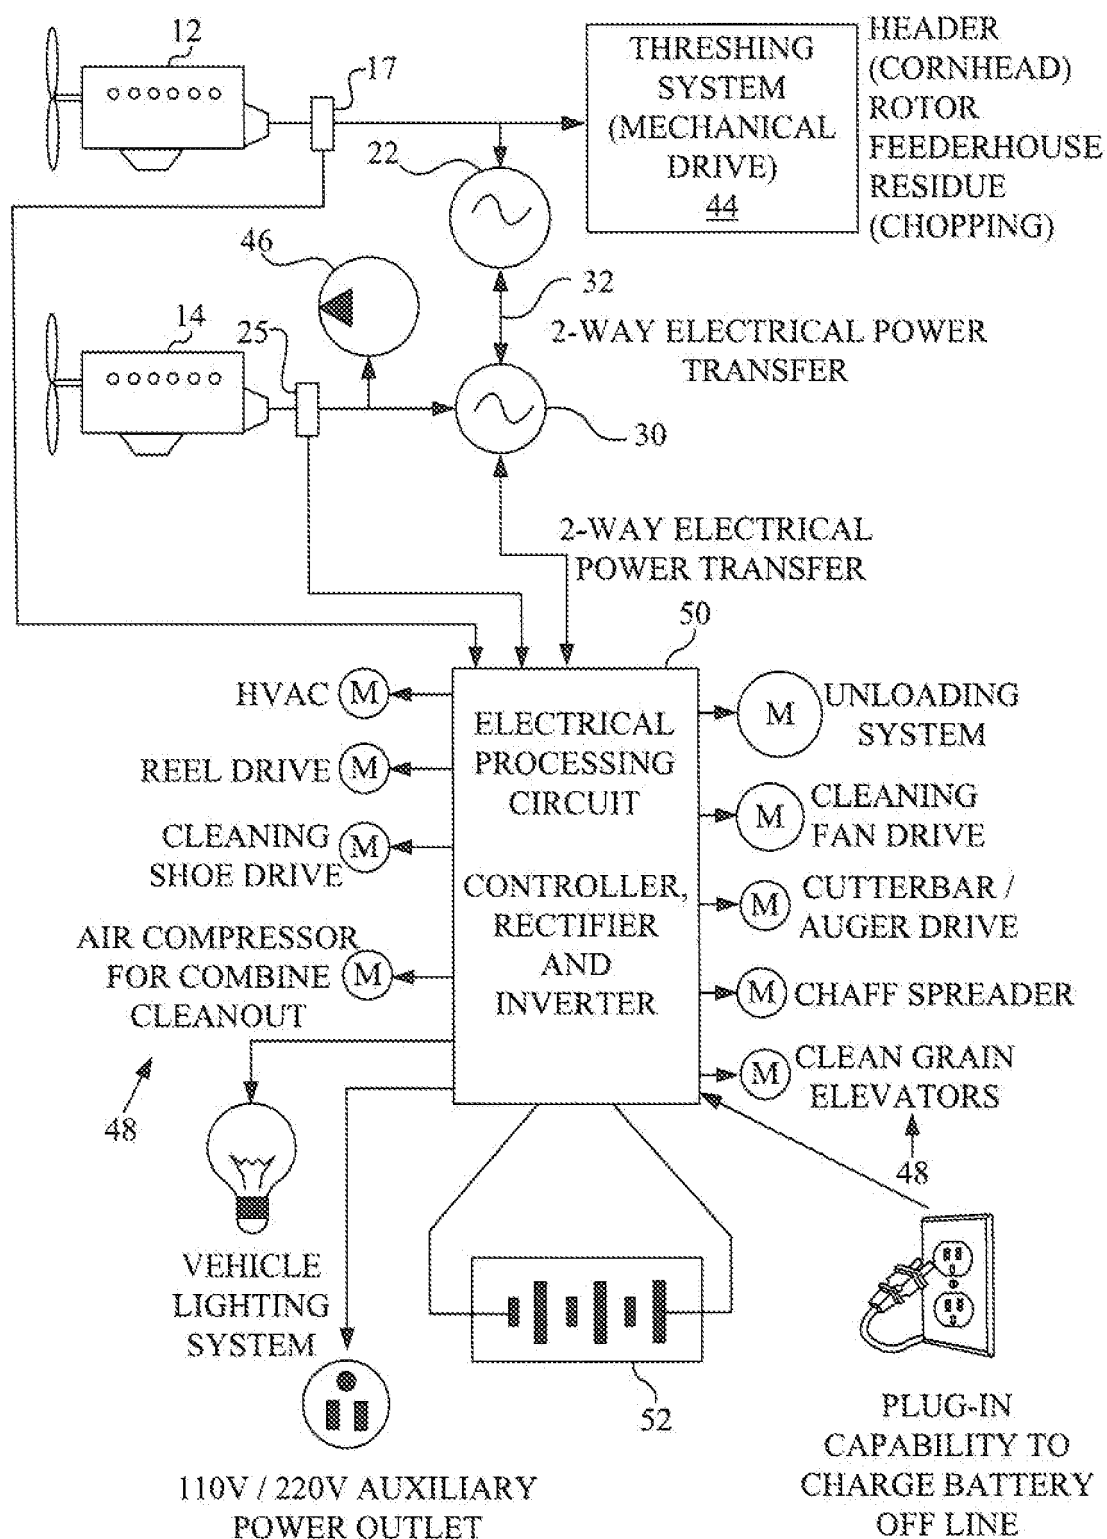 12
17
THRESHING
SYSTEM
(MECHANICAL
DRIVE)
44
HEADER
(CORNHEAD)
ROTOR
FEEDERHOUSE
RESIDUE
(CHOPPING)
22
46
32
2-WAY ELECTRICAL POWER
TRANSFER
14
25
30
2-WAY ELECTRICAL
POWER TRANSFER
50
HVAC
M
REEL DRIVE
M
CLEANING
SHOE DRIVE
M
AIR COMPRESSOR
FOR COMBINE
CLEANOUT
M
48
ELECTRICAL
PROCESSING
CIRCUIT
CONTROLLER,
RECTIFIER
AND
INVERTER
M
UNLOADING
SYSTEM
M
CLEANING
FAN DRIVE
M
CUTTERBAR /
AUGER DRIVE
M
CHAFF SPREADER
M
CLEAN GRAIN
ELEVATORS
48
VEHICLE
LIGHTING
SYSTEM
52
110V / 220V AUXILIARY
POWER OUTLET
PLUG-IN
CAPABILITY TO
CHARGE BATTERY
OFF LINE